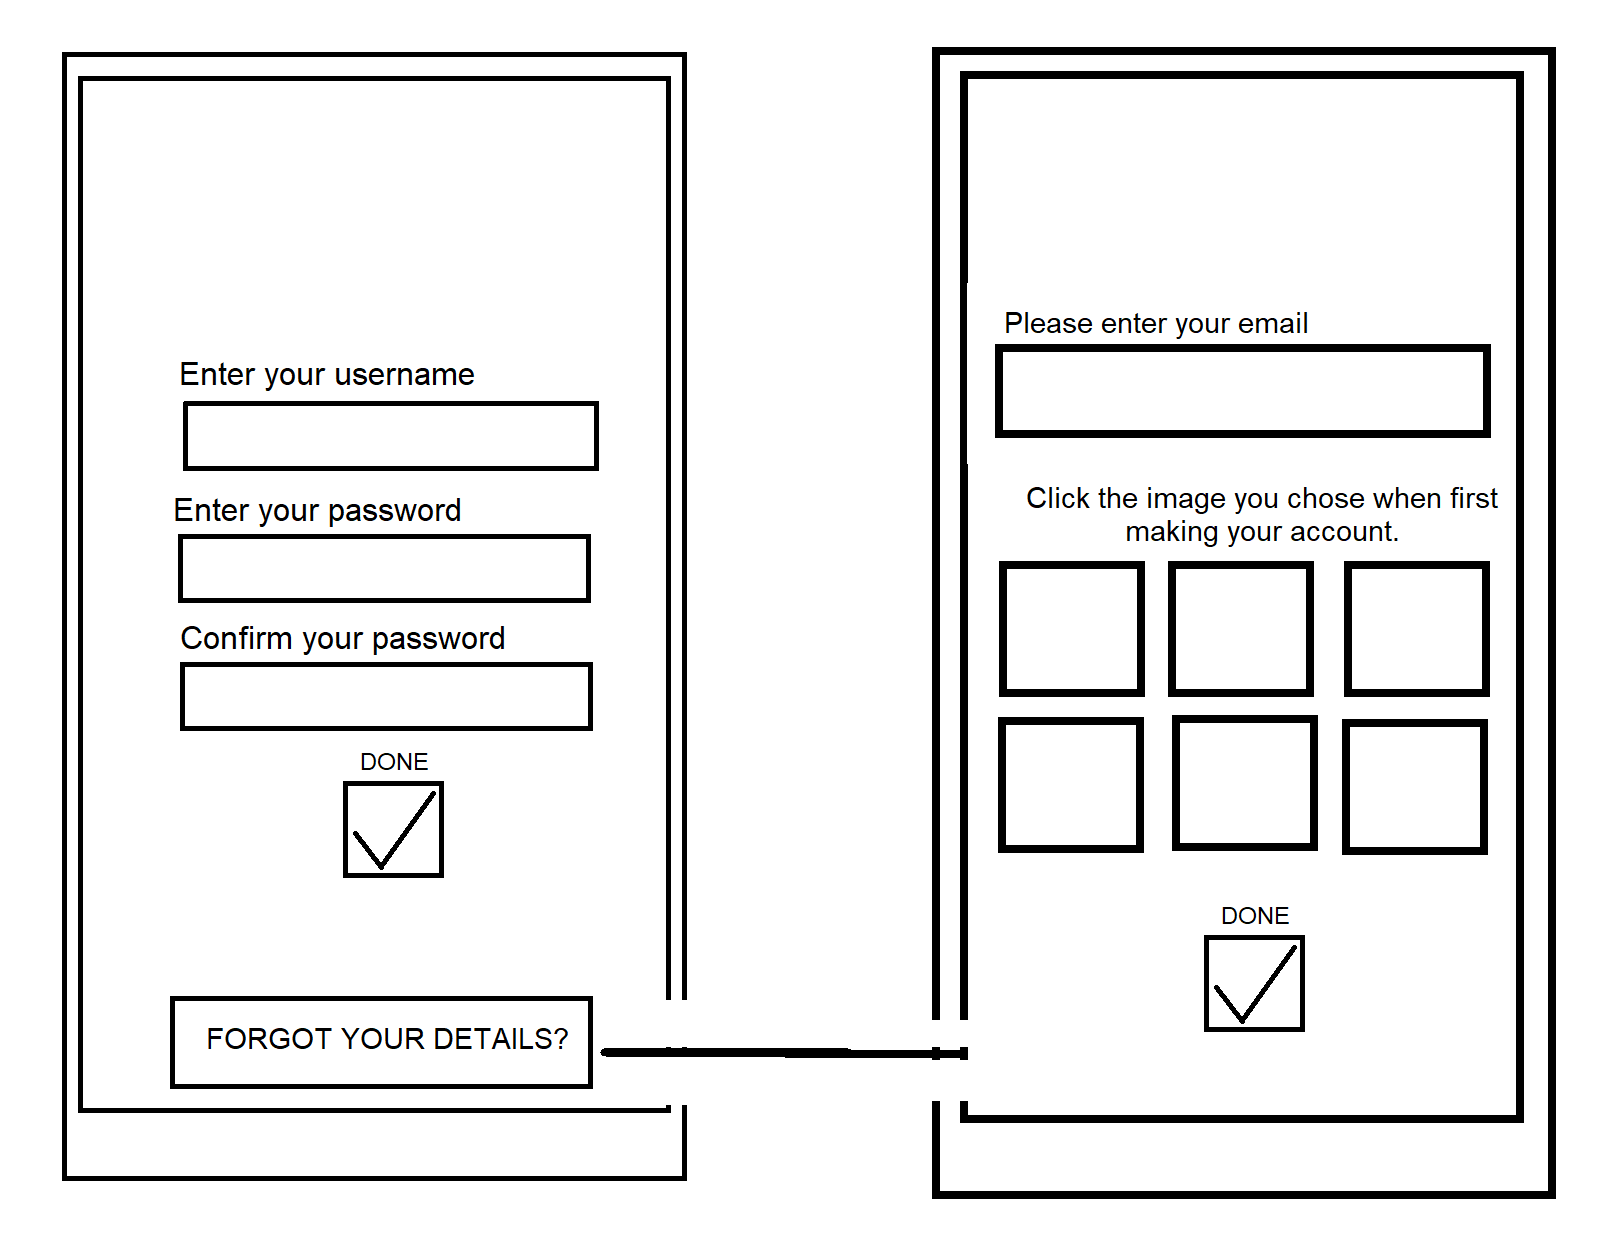 Enter your username
Enter your password
Confirm your password
DONE
FORGOT YOUR DETAILS?
Please enter your email
Click the image you chose when first
making your account.
DONE